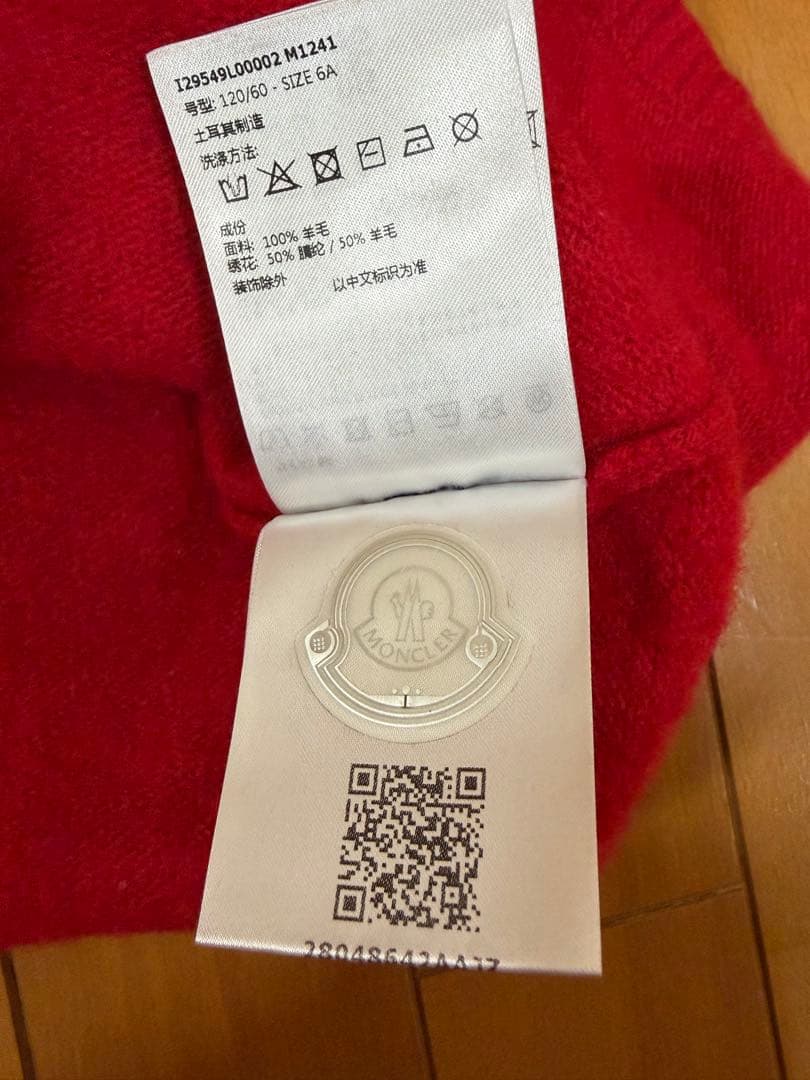 I29549L00002 M1241
号型: 120/60 - SIZE 6A
土耳其制造
洗涤方法:
成份
面料: 100% 羊毛
绣花: 50% 腈纶 / 50% 羊毛
装饰除外 以中文标识为准
MONCLER